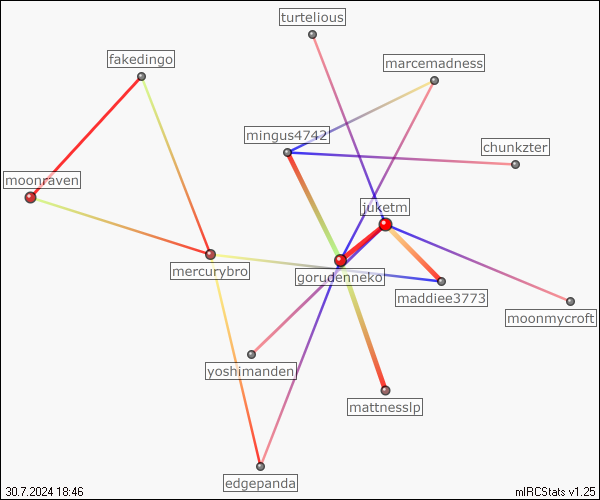 turtelious
fakedingo
marcemadness
mingus4742
chunkzter
moonraven
juketm
mercurybro
gorudenneko
maddiee3773
moonmycroft
yoshimanden
mattnesslp
edgepanda
30.7.2024 18:46
mIRCStats v1.25